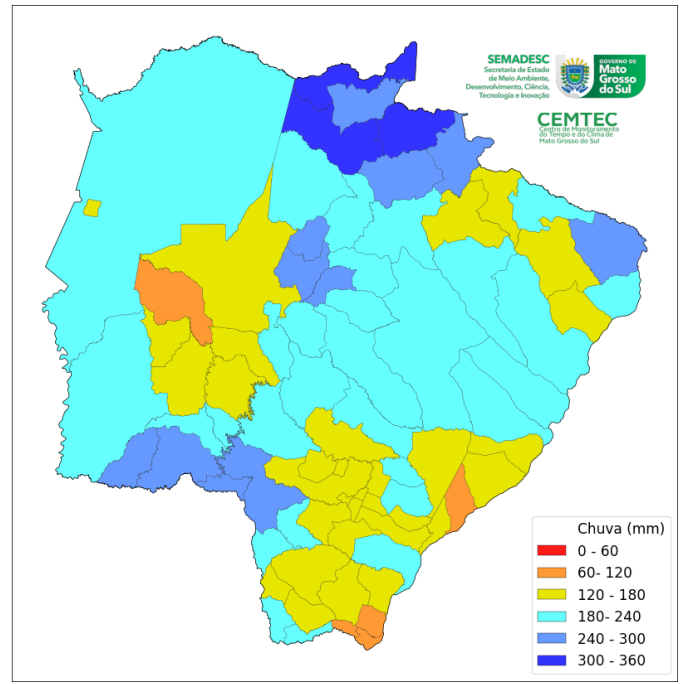 SEMADESC
Secretaria de Estado
de Meio Ambiente,
Desenvolvimento, Ciência,
Tecnologia e Inovação
GOVERNO DE
Mato
Grosso
do Sul
CEMTEC
Centro de Monitoramento
do Tempo e do Clima de
Mato Grosso do Sul
Chuva (mm)
0 - 60
60- 120
120 - 180
180- 240
240 - 300
300 - 360